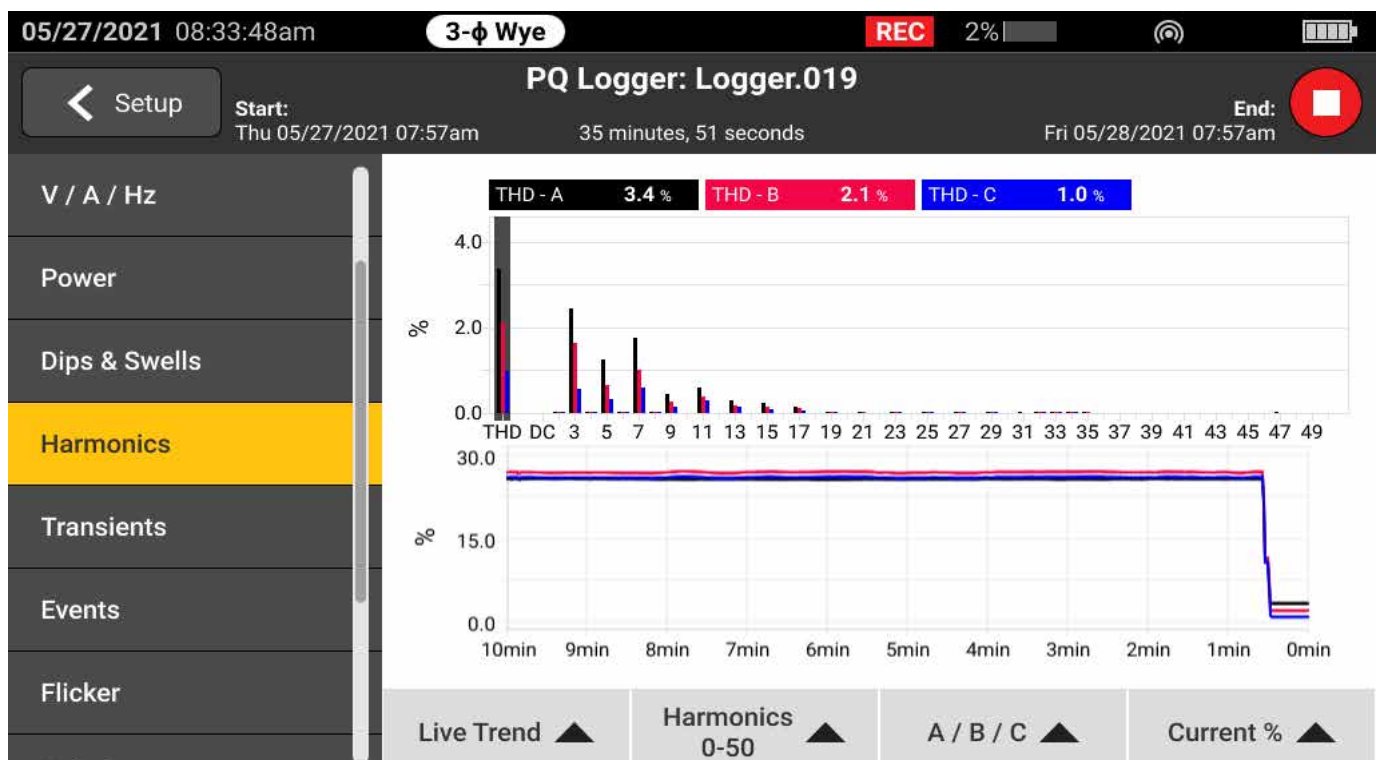 05/27/2021 08:33:48am 3-ϕ Wye REC 2%
Setup
PQ Logger: Logger.019
Start:
Thu 05/27/2021 07:57am
35 minutes, 51 seconds
End:
Fri 05/28/2021 07:57am
V / A / Hz
Power
Dips & Swells
Harmonics
Transients
Events
Flicker
THD - A 3.4 % THD - B 2.1 % THD - C 1.0 %
4.0
2.0
0.0
%
THD DC 3 5 7 9 11 13 15 17 19 21 23 25 27 29 31 33 35 37 39 41 43 45 47 49
30.0
15.0
0.0
%
10min 9min 8min 7min 6min 5min 4min 3min 2min 1min 0min
Live Trend
Harmonics
0-50
A / B / C
Current %